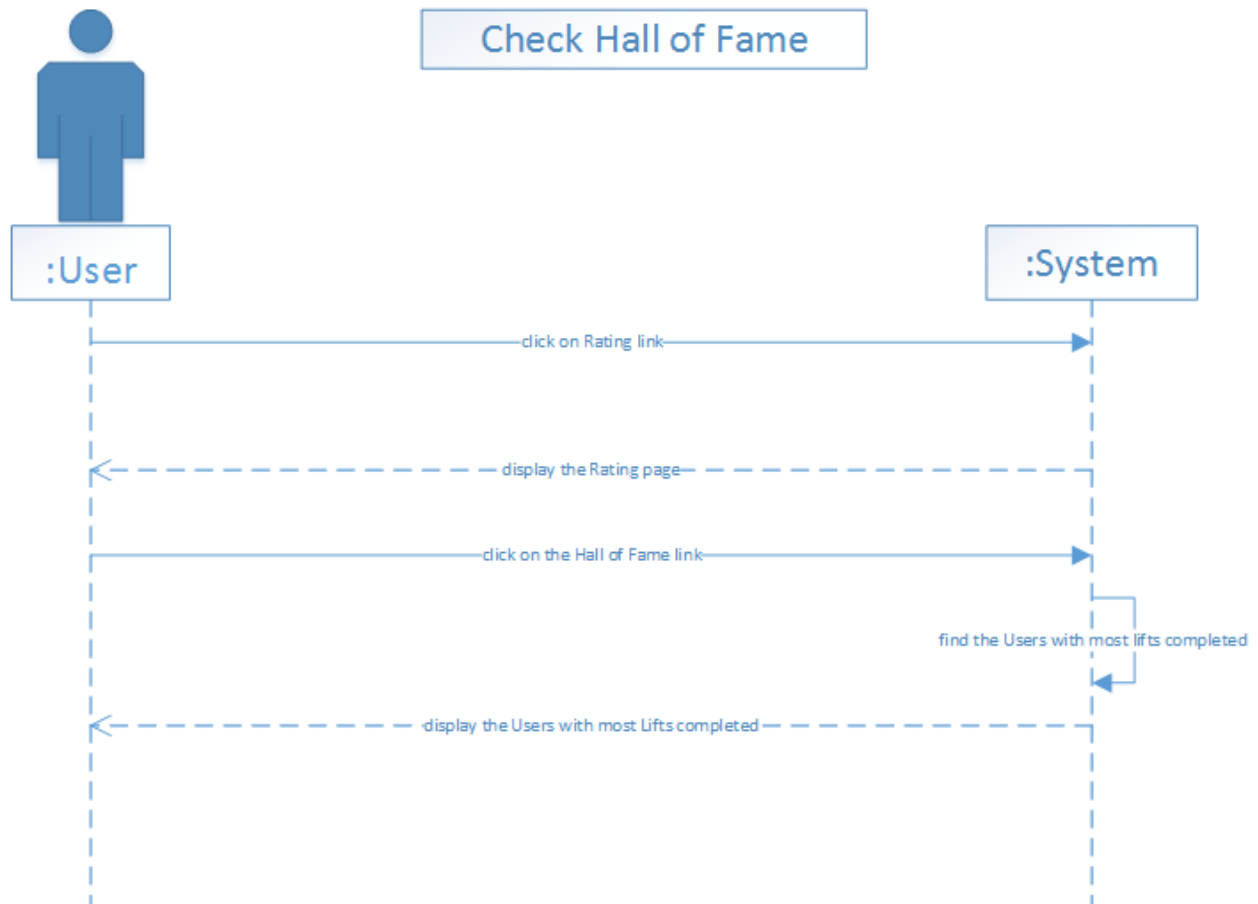 Check Hall of Fame
:User
:System
click on Rating link
display the Rating page
click on the Hall of Fame link
find the Users with most lifts completed
display the Users with most Lifts completed